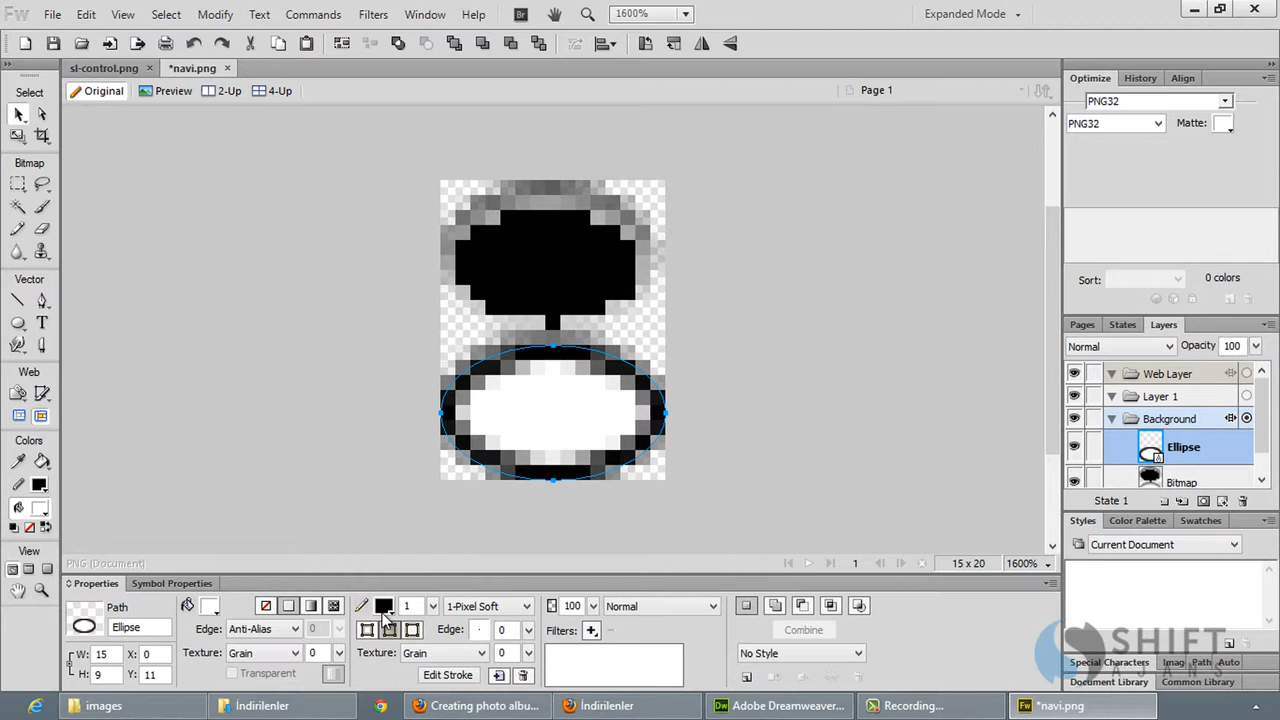 Fw File Edit View Select Modify Text Commands Filters Window Help Br 1600% Expanded Mode
sl-control.png *navi.png
Original Preview 2-Up 4-Up Page 1
Optimize History Align
PNG32
PNG32 Matte:
Sort: 0 colors
Select
Bitmap
Vector
T
Web
Colors
View
Pages States Layers
Normal Opacity 100
Web Layer
Layer 1
Background
Ellipse
Bitmap
State 1
Styles Color Palette Swatches
Current Document
PNG (Document) 1 15 x 20 1600%
Properties Symbol Properties
Path
Ellipse
W: 15 X: 0
H: 9 Y: 11
Edge: Anti-Alias 0
Texture: Grain 0
Transparent
1 1-Pixel Soft
Edge: 0
Texture: Grain 0
Edit Stroke
100 Normal
Filters:
Combine
No Style
SHIFT
AJANS
Special Characters Imag Path Auto
Document Library Common Library
images İndirilenler Creating photo albu... İndirilenler Dw Adobe Dreamweaver... Recording... Fw *navi.png